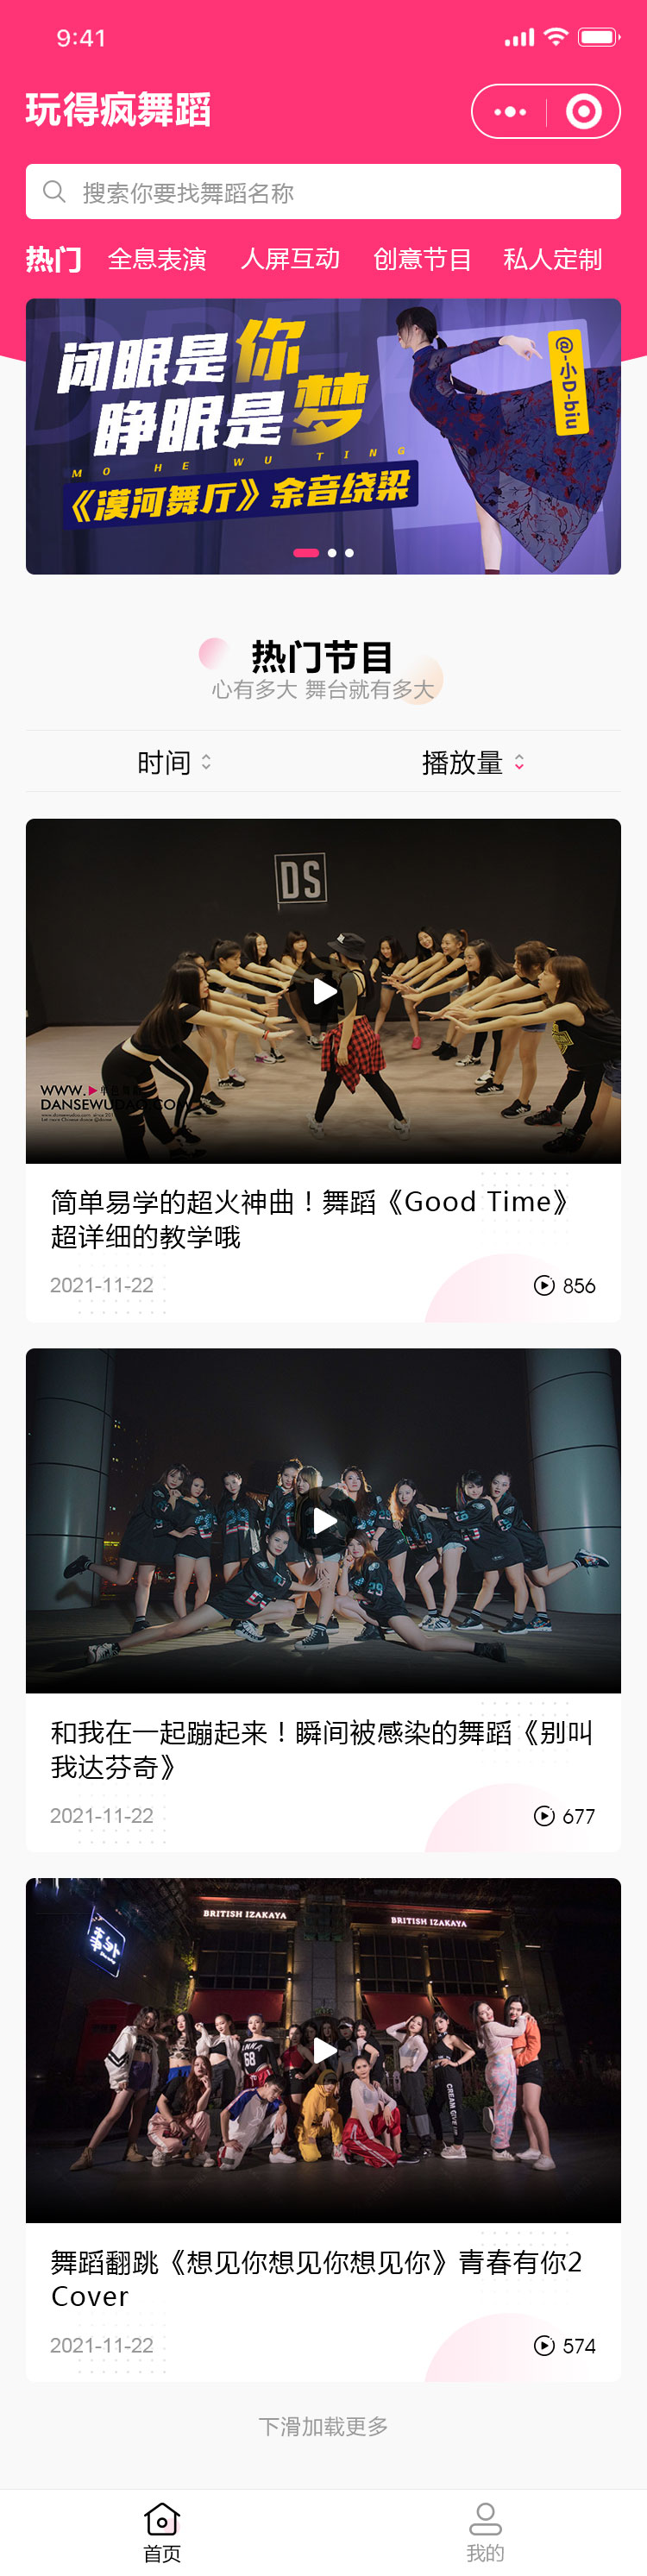 9:41
玩得疯舞蹈
搜索你要找舞蹈名称
热门 全息表演 人屏互动 创意节目 私人定制
闭眼是你
睁眼是梦
MO HE WU TING
《漠河舞厅》余音绕梁
@-小D-biu
热门节目
心有多大 舞台就有多大
时间 播放量
DS
WWW.
DANSEWUDAO.COM
简单易学的超火神曲！舞蹈《Good Time》
超详细的教学哦
2021-11-22 856
29
和我在一起蹦起来！瞬间被感染的舞蹈《别叫
我达芬奇》
2021-11-22 677
BRITISH IZAKAYA
BRITISH IZAKAYA
68
舞蹈翻跳《想见你想见你想见你》青春有你2
Cover
2021-11-22 574
下滑加载更多
首页 我的